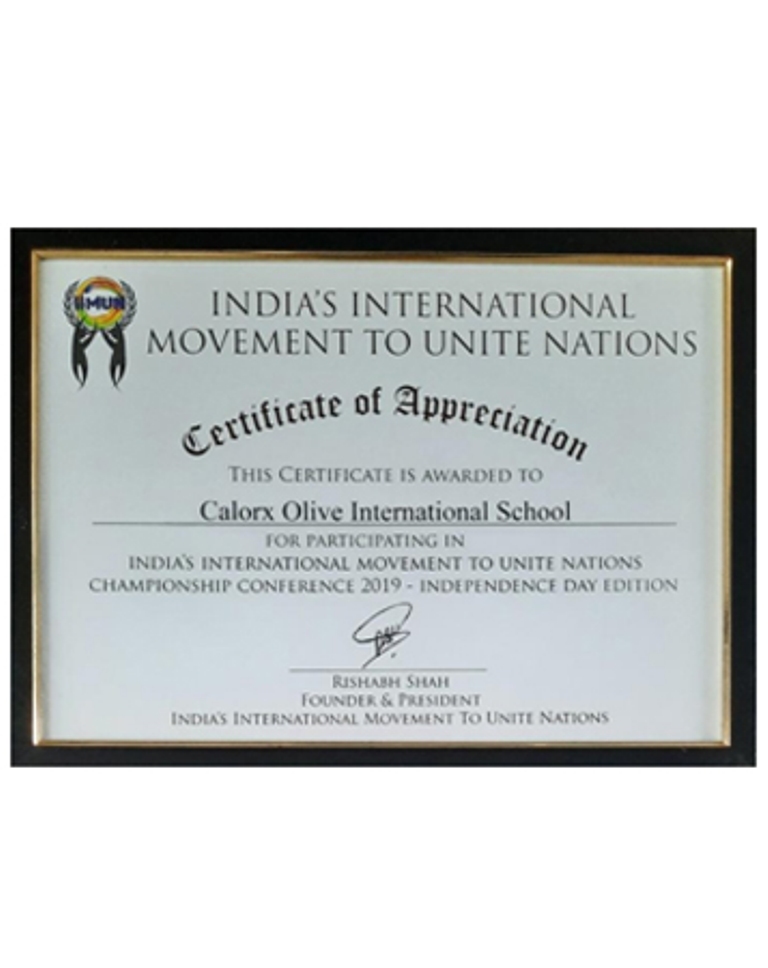 IIMUN
INDIA'S INTERNATIONAL
MOVEMENT TO UNITE NATIONS
Certificate of Appreciation
THIS CERTIFICATE IS AWARDED TO
Calorx Olive International School
FOR PARTICIPATING IN
INDIA'S INTERNATIONAL MOVEMENT TO UNITE NATIONS
CHAMPIONSHIP CONFERENCE 2019 - INDEPENDENCE DAY EDITION
RISHABH SHAH
FOUNDER & PRESIDENT
INDIA'S INTERNATIONAL MOVEMENT TO UNITE NATIONS